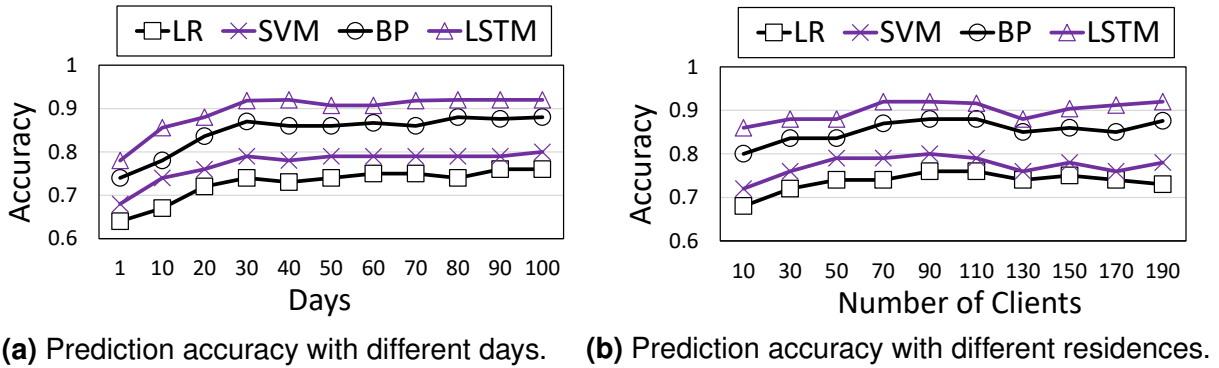 LR SVM BP LSTM
1
0.9
0.8
0.7
0.6
Accuracy
1 10 20 30 40 50 60 70 80 90 100
Days
(a) Prediction accuracy with different days.
LR SVM BP LSTM
1
0.9
0.8
0.7
0.6
Accuracy
10 30 50 70 90 110 130 150 170 190
Number of Clients
(b) Prediction accuracy with different residences.